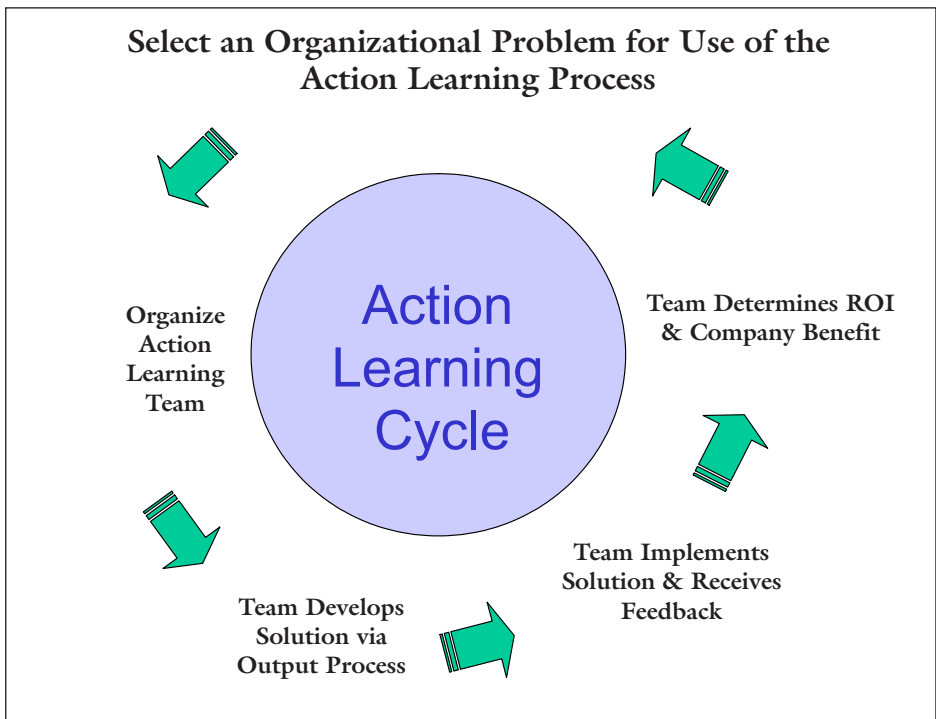 Select an Organizational Problem for Use of the
Action Learning Process
Action
Learning
Cycle
Organize
Action
Learning
Team
Team Develops
Solution via
Output Process
Team Implements
Solution & Receives
Feedback
Team Determines ROI
& Company Benefit